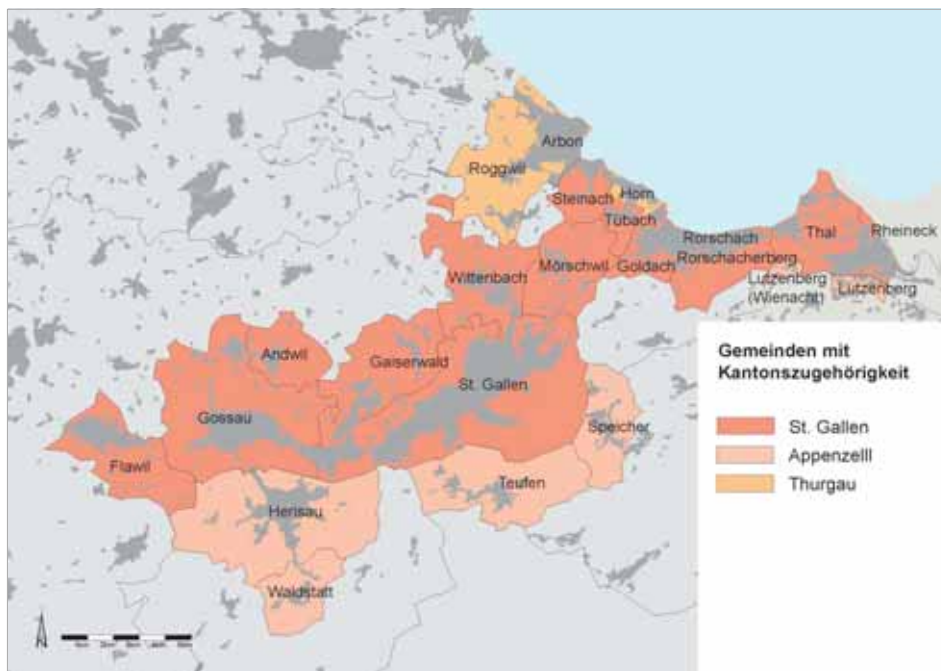 Arbon
Roggwil
Steinach
Horn
Tübach
Rorschach
Thal
Rheineck
Wittenbach
Mörschwil
Goldach
Rorschacherberg
Lutzenberg
(Wienacht)
Lutzenberg
Andwil
Gaiserwald
St. Gallen
Gossau
Speicher
Flawil
Teufen
Herisau
Waldstatt
Gemeinden mit
Kantonszugehörigkeit
St. Gallen
Appenzelll
Thurgau